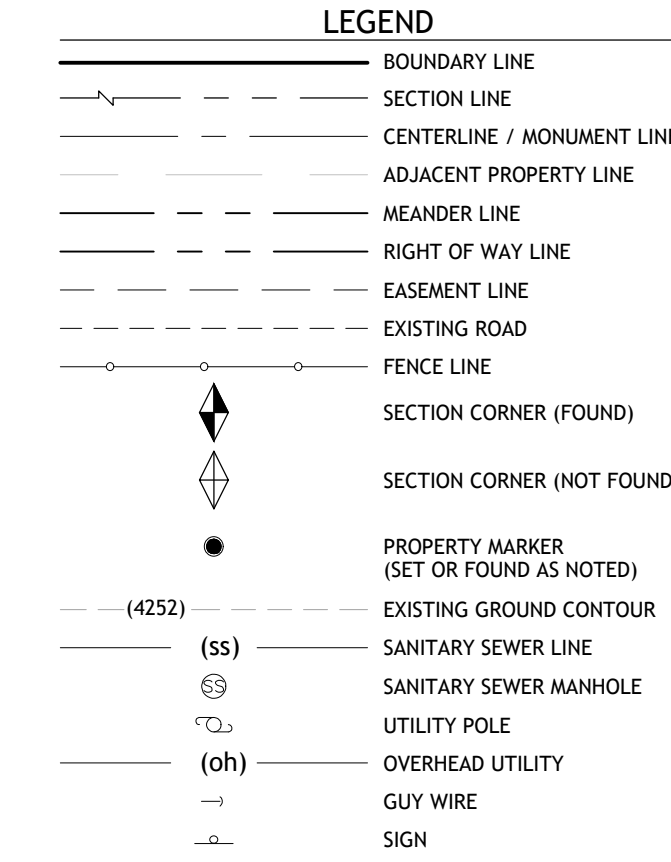 LEGEND
BOUNDARY LINE
SECTION LINE
CENTERLINE / MONUMENT LINE
ADJACENT PROPERTY LINE
MEANDER LINE
RIGHT OF WAY LINE
EASEMENT LINE
EXISTING ROAD
FENCE LINE
SECTION CORNER (FOUND)
SECTION CORNER (NOT FOUND
PROPERTY MARKER
(SET OR FOUND AS NOTED)
(4252) EXISTING GROUND CONTOUR
(ss) SANITARY SEWER LINE
SS SANITARY SEWER MANHOLE
UTILITY POLE
(oh) OVERHEAD UTILITY
GUY WIRE
SIGN